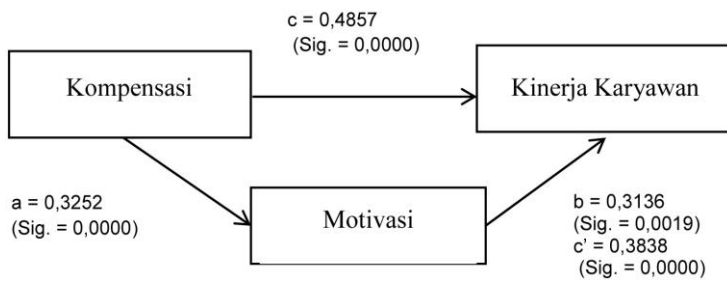 c = 0,4857
(Sig. = 0,0000)
Kompensasi
Kinerja Karyawan
a = 0,3252
(Sig. = 0,0000)
Motivasi
b = 0,3136
(Sig. = 0,0019)
c' = 0,3838
(Sig. = 0,0000)